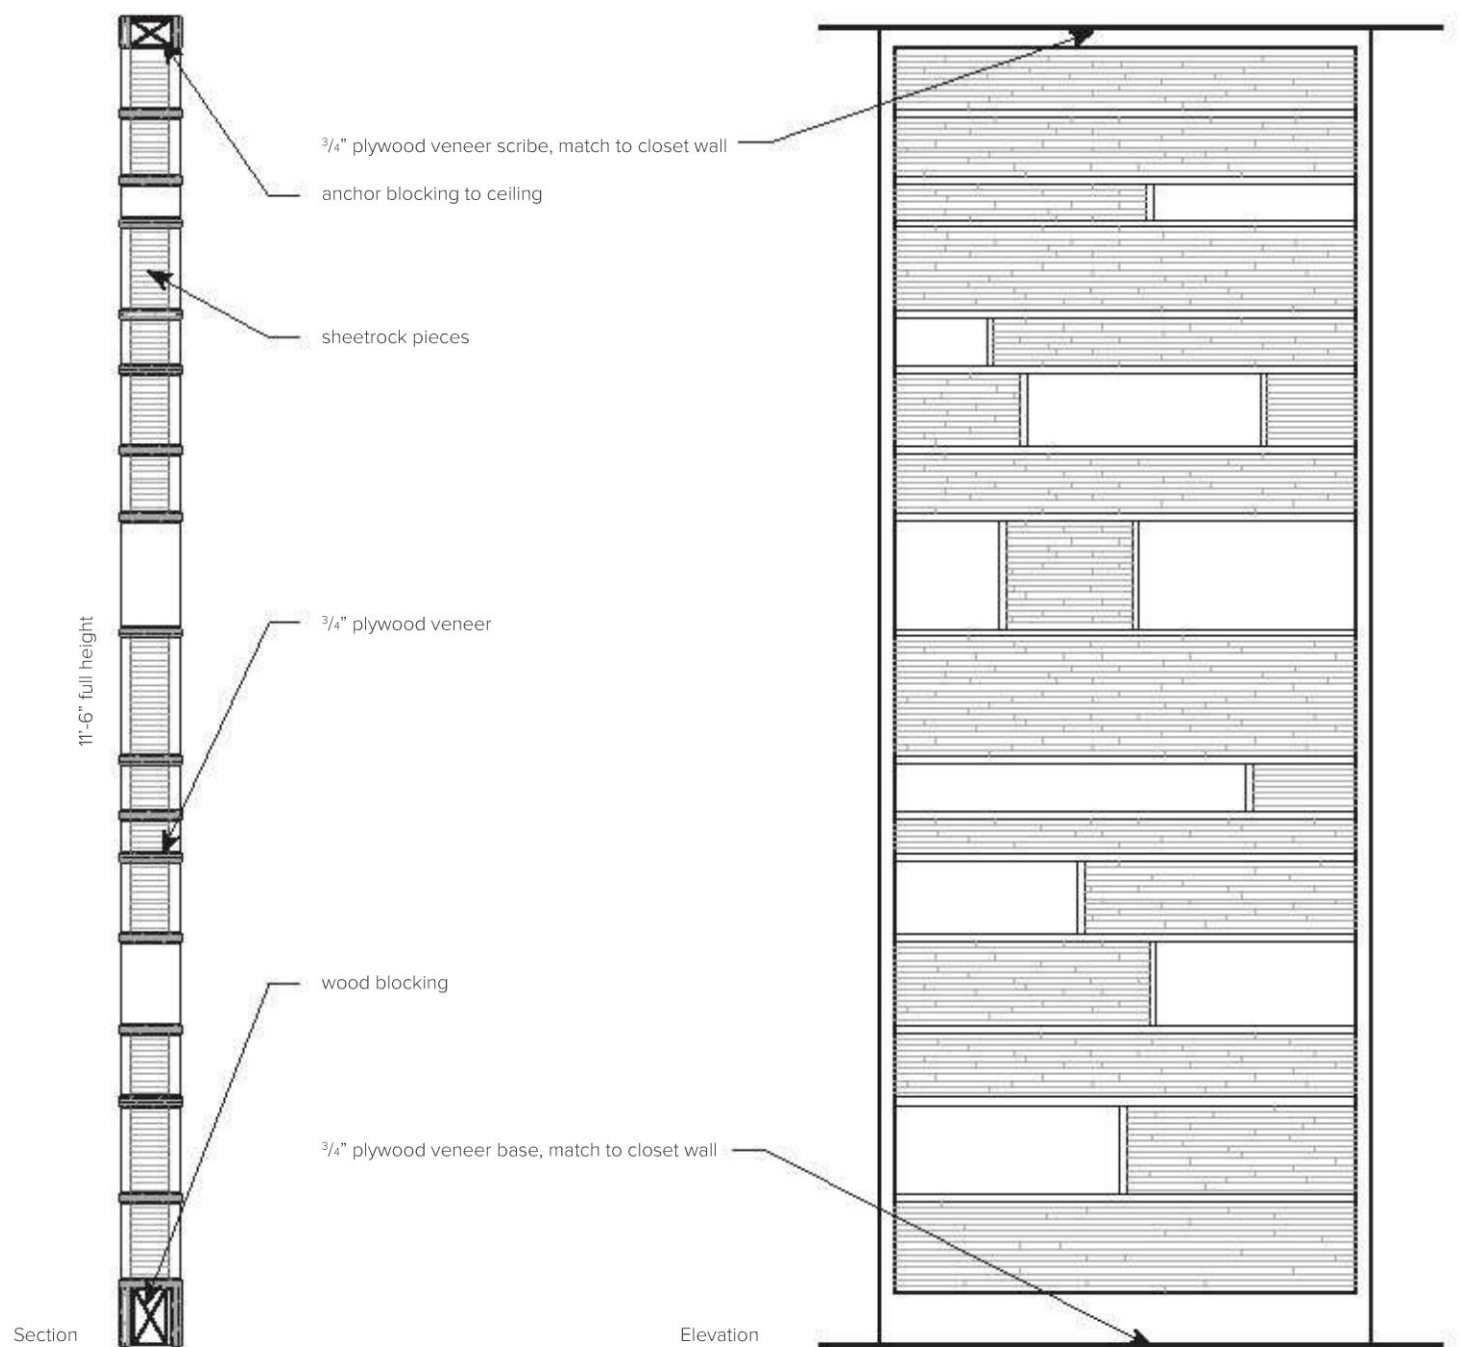 3/4” plywood veneer scribe, match to closet wall
anchor blocking to ceiling
sheetrock pieces
3/4” plywood veneer
11’-6” full height
wood blocking
3/4” plywood veneer base, match to closet wall
Section
Elevation